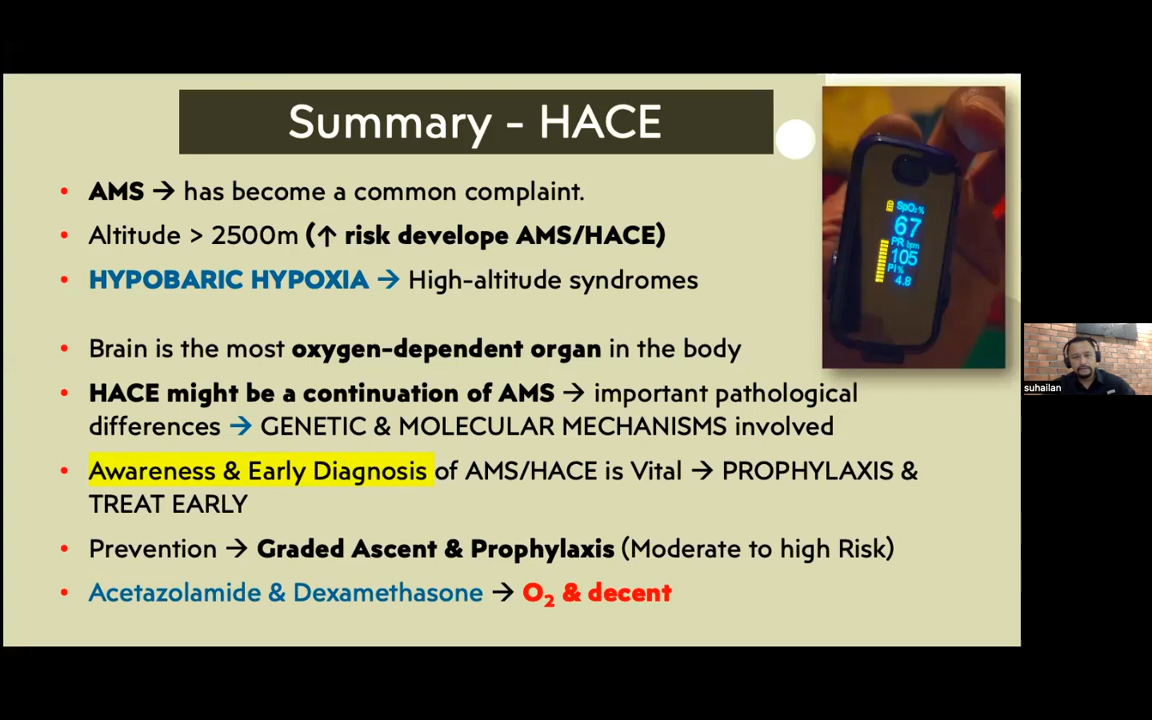 Summary - HACE
• AMS → has become a common complaint.
• Altitude > 2500m (↑ risk develope AMS/HACE)
• HYPOBARIC HYPOXIA → High-altitude syndromes
• Brain is the most oxygen-dependent organ in the body
• HACE might be a continuation of AMS → important pathological
differences → GENETIC & MOLECULAR MECHANISMS involved
• Awareness & Early Diagnosis of AMS/HACE is Vital → PROPHYLAXIS &
TREAT EARLY
• Prevention → Graded Ascent & Prophylaxis (Moderate to high Risk)
• Acetazolamide & Dexamethasone → O₂ & decent
SpO₂%
67
PR bpm
105
PI%
4.8
suhailan